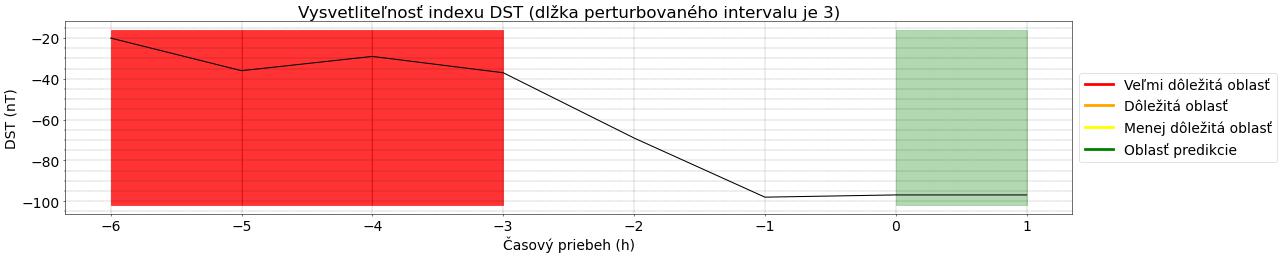 Vysvetliteľnosť indexu DST (dlžka perturbovaného intervalu je 3)
DST (nT)
−20
−40
−60
−80
−100
−6 −5 −4 −3 −2 −1 0 1
Časový priebeh (h)
Veľmi dôležitá oblasť
Dôležitá oblasť
Menej dôležitá oblasť
Oblasť predikcie